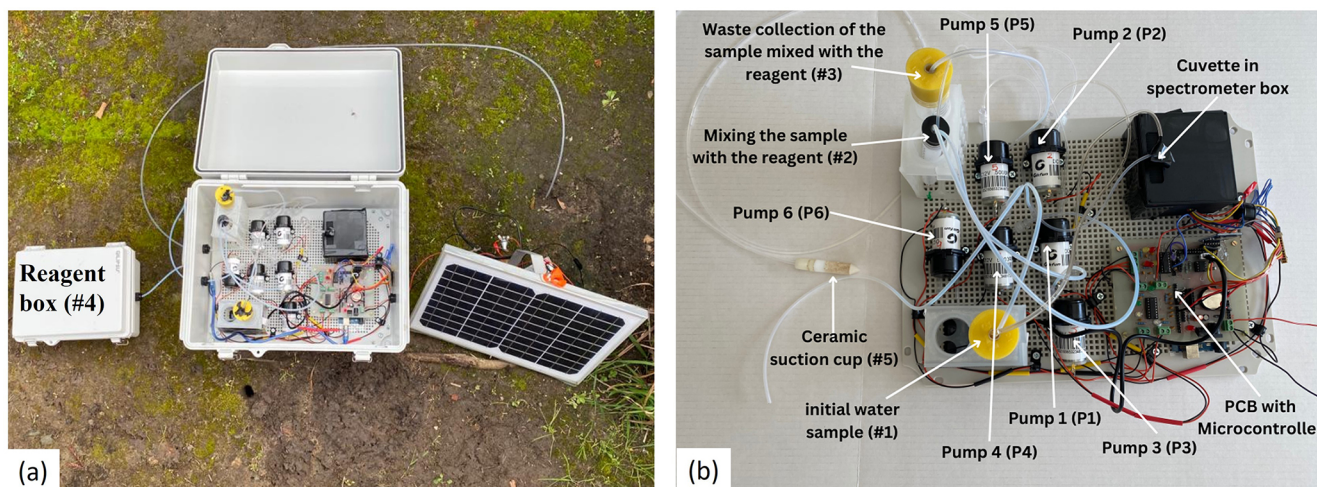 Reagent
box (#4)
(a)
Waste collection of the
sample mixed with the
reagent (#3)
Pump 5 (P5)
Pump 2 (P2)
Cuvette in
spectrometer box
Mixing the sample
with the reagent (#2)
Pump 6 (P6)
Ceramic
suction cup (#5)
initial water
sample (#1)
Pump 4 (P4)
Pump 1 (P1)
Pump 3 (P3)
PCB with
Microcontrolle
(b)